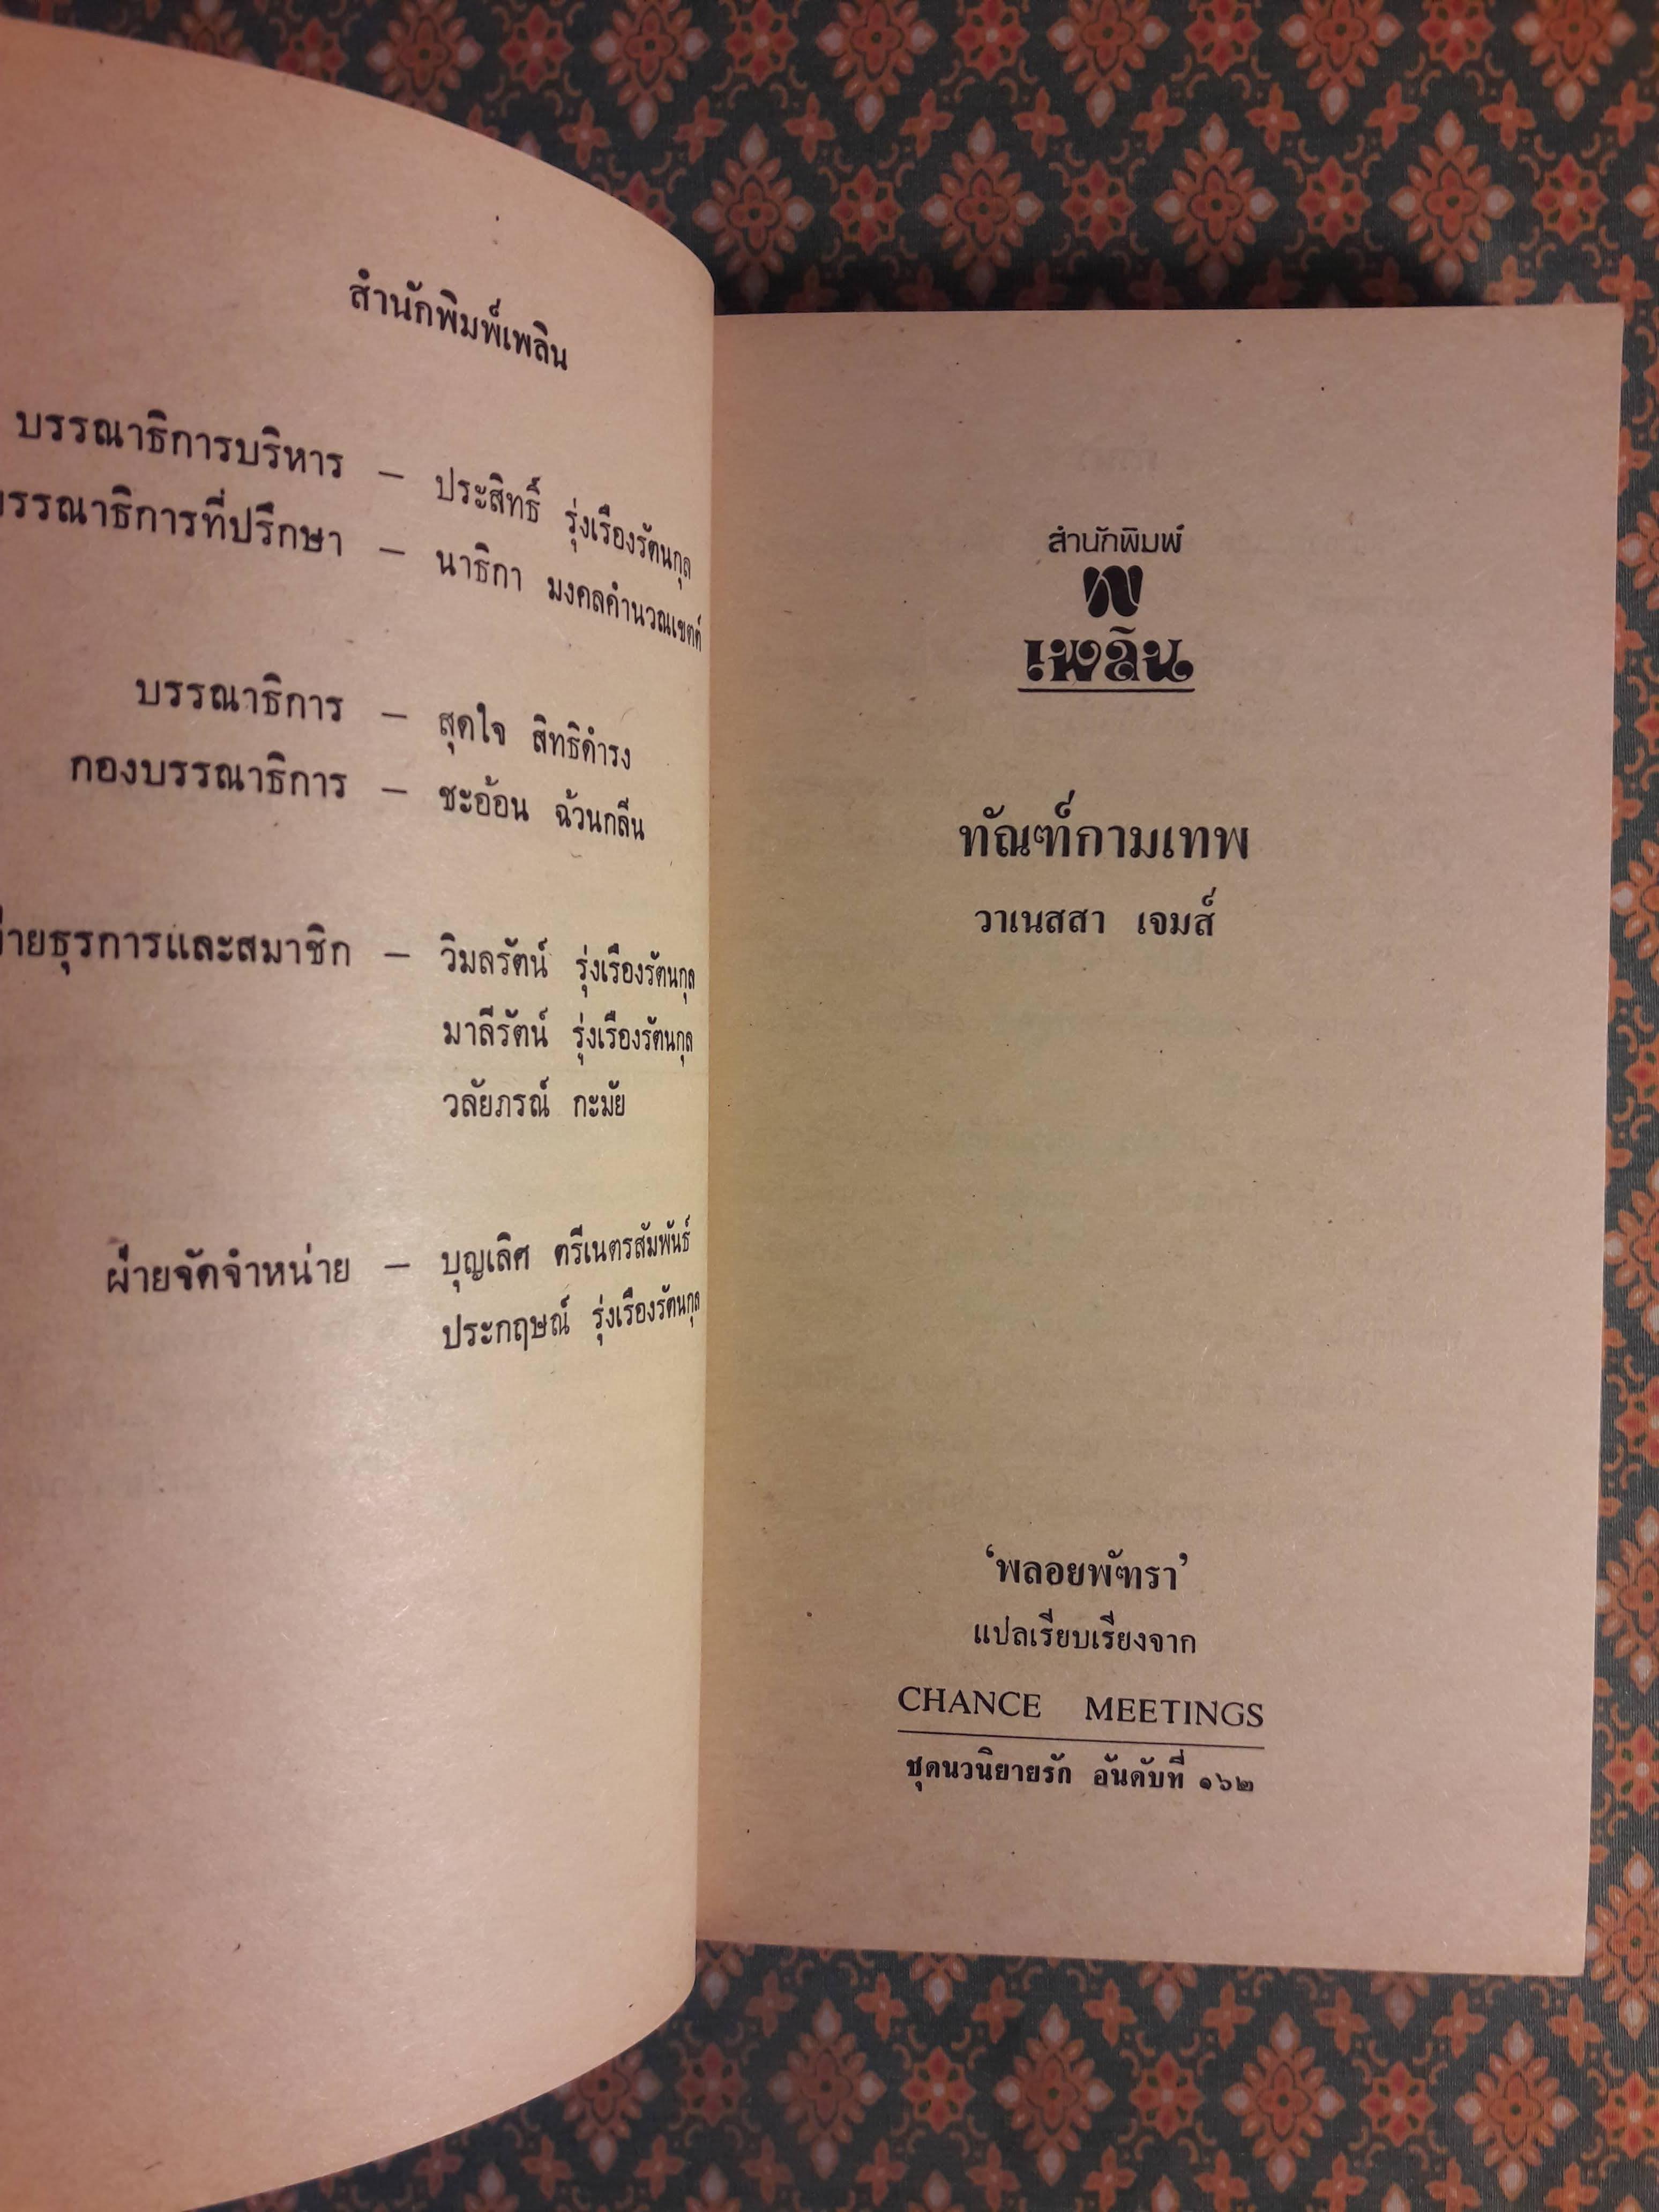 สำนักพิมพ์เพลิน
บรรณาธิการบริหาร – ประสิทธิ์ รุ่งเรืองรัตนกุล
บรรณาธิการที่ปรึกษา – นาธิกา มงคลคำนวณเขตต์
บรรณาธิการ – สุดใจ สิทธิดำรง
กองบรรณาธิการ – ชะอ้อน ฉ้วนกลีน
ฝ่ายธุรการและสมาชิก – วิมลรัตน์ รุ่งเรืองรัตนกุล
มาลีรัตน์ รุ่งเรืองรัตนกุล
วลัยภรณ์ กะมัย
ฝ่ายจัดจำหน่าย – บุญเลิศ ตรีเนตรสัมพันธ์
ประกฤษณ์ รุ่งเรืองรัตนกุล
สำนักพิมพ์
เพลิน
ทัณฑ์กามเทพ
วาเนสสา เจมส์
‘พลอยพัฑรา’
แปลเรียบเรียงจาก
CHANCE MEETINGS
ชุดนวนิยายรัก อันดับที่ ๑๖๒